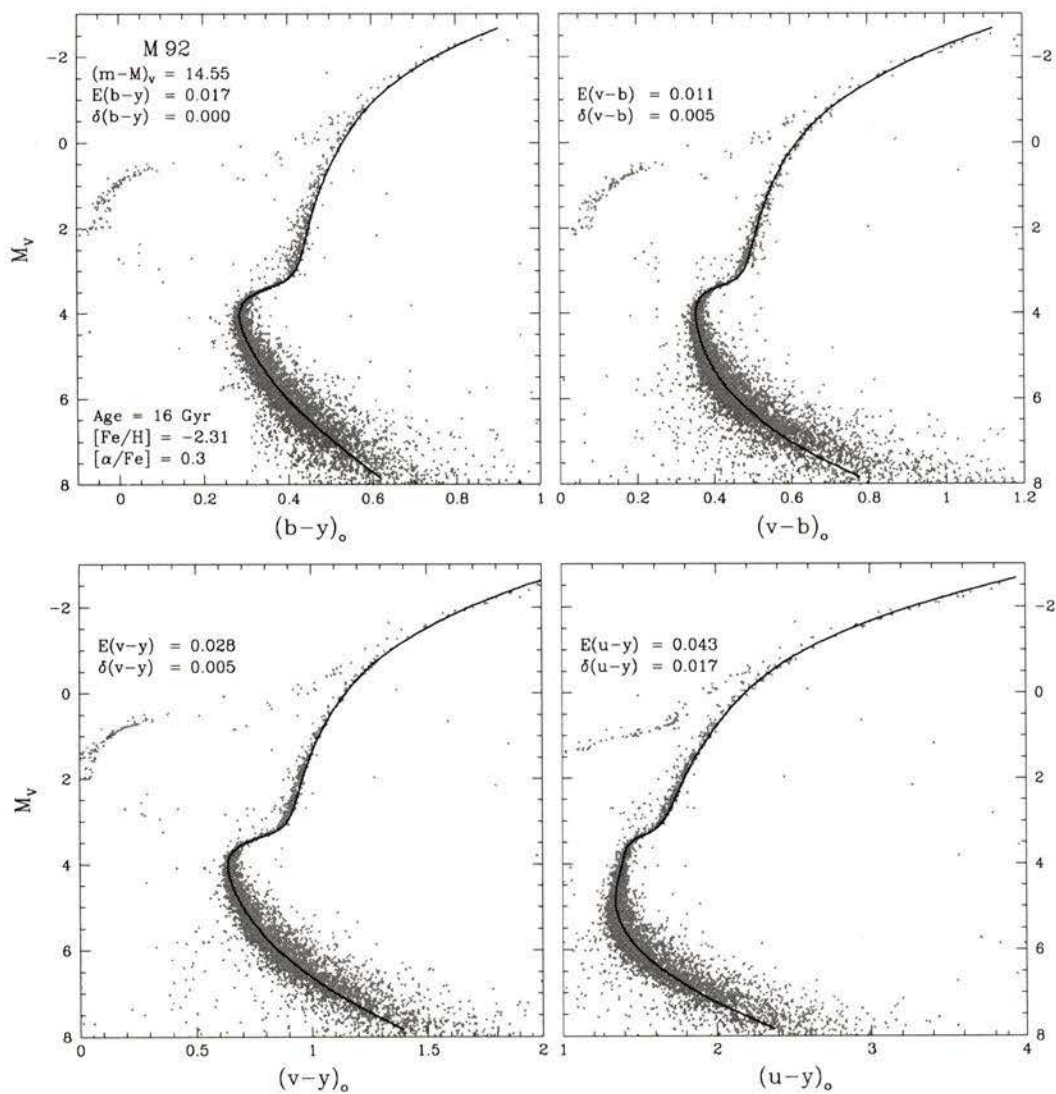 M 92
(m−M)ᵥ = 14.55
E(b−y) = 0.017
δ(b−y) = 0.000
Age = 16 Gyr
[Fe/H] = −2.31
[α/Fe] = 0.3
Mᵥ
−2
0
2
4
6
8
0 0.2 0.4 0.6 0.8 1
(b−y)ₒ
E(v−b) = 0.011
δ(v−b) = 0.005
−2
0
2
4
6
8
0 0.2 0.4 0.6 0.8 1 1.2
(v−b)ₒ
E(v−y) = 0.028
δ(v−y) = 0.005
Mᵥ
−2
0
2
4
6
8
0 0.5 1 1.5 2
(v−y)ₒ
E(u−y) = 0.043
δ(u−y) = 0.017
−2
0
2
4
6
8
1 2 3 4
(u−y)ₒ